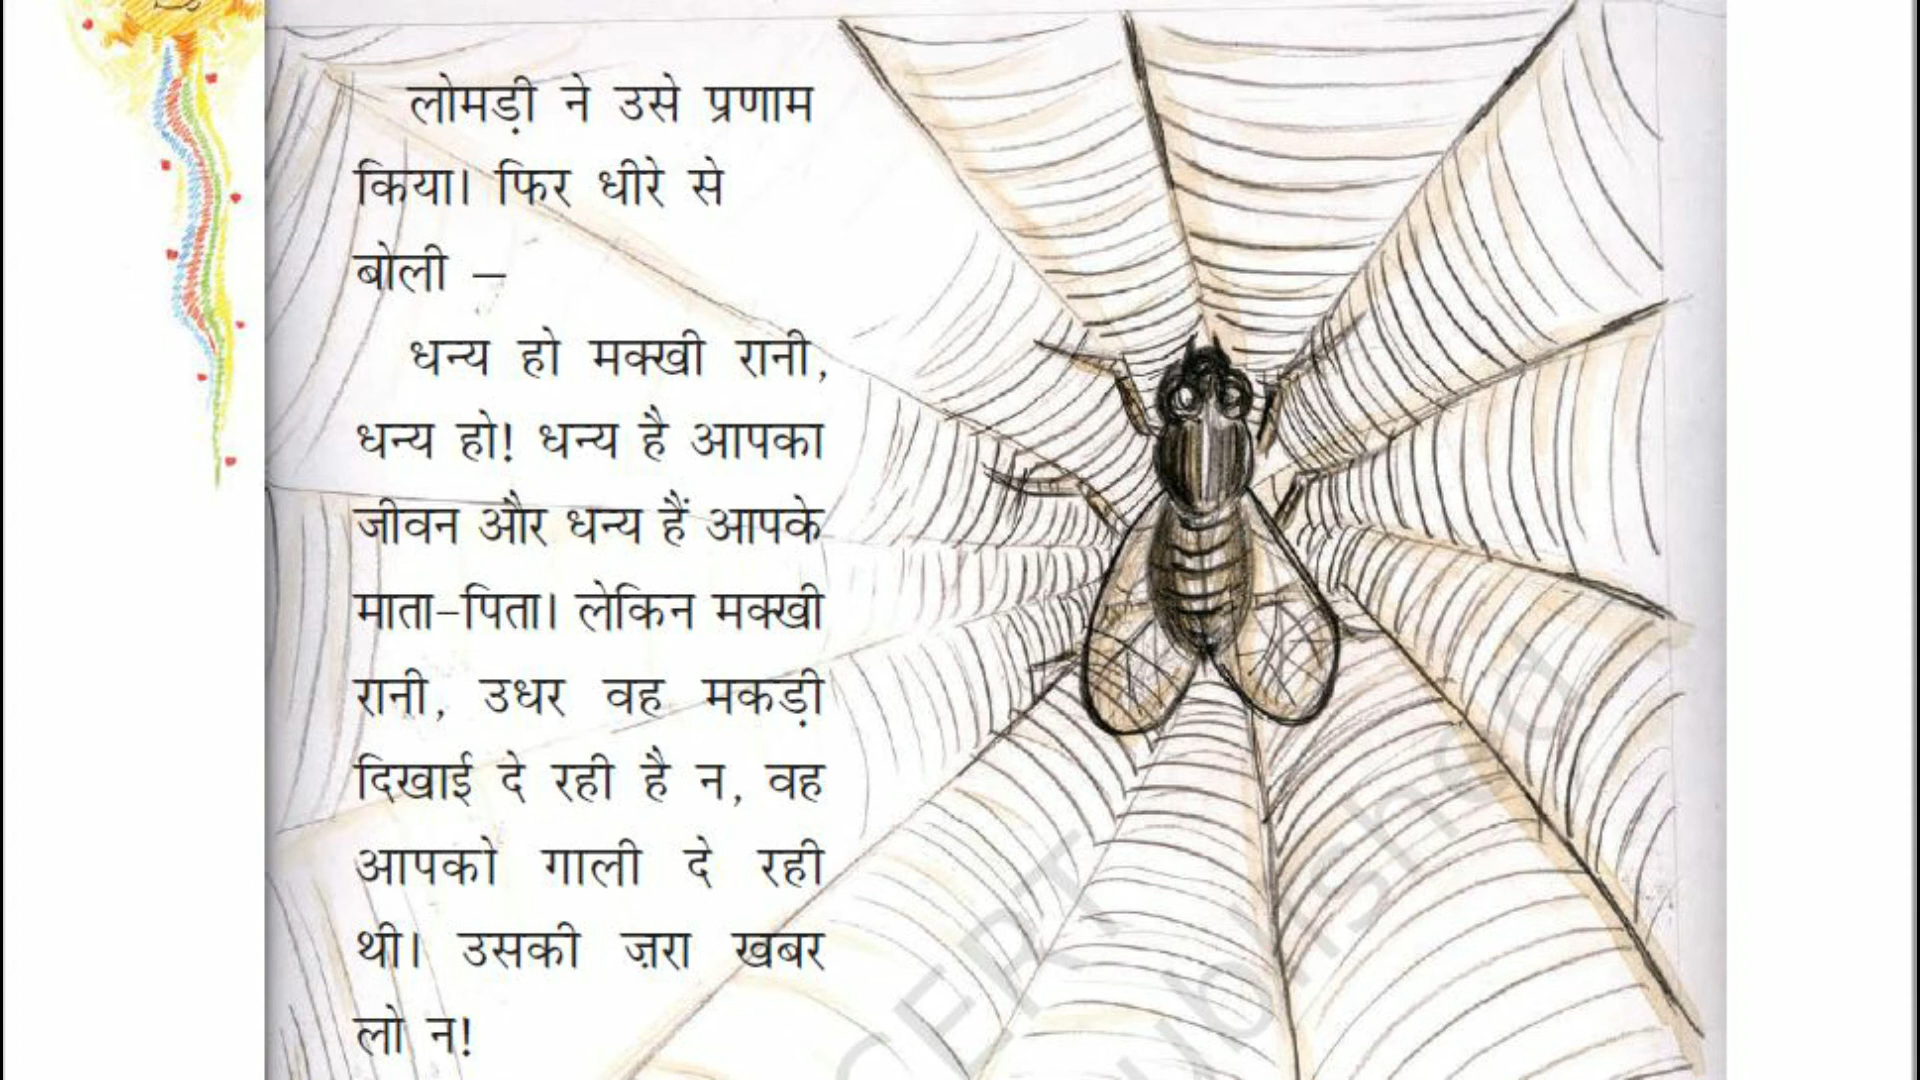 लोमड़ी ने उसे प्रणाम
किया। फिर धीरे से
बोली –
धन्य हो मक्खी रानी,
धन्य हो! धन्य है आपका
जीवन और धन्य हैं आपके
माता-पिता। लेकिन मक्खी
रानी, उधर वह मकड़ी
दिखाई दे रही है न, वह
आपको गाली दे रही
थी। उसकी ज़रा खबर
लो न!